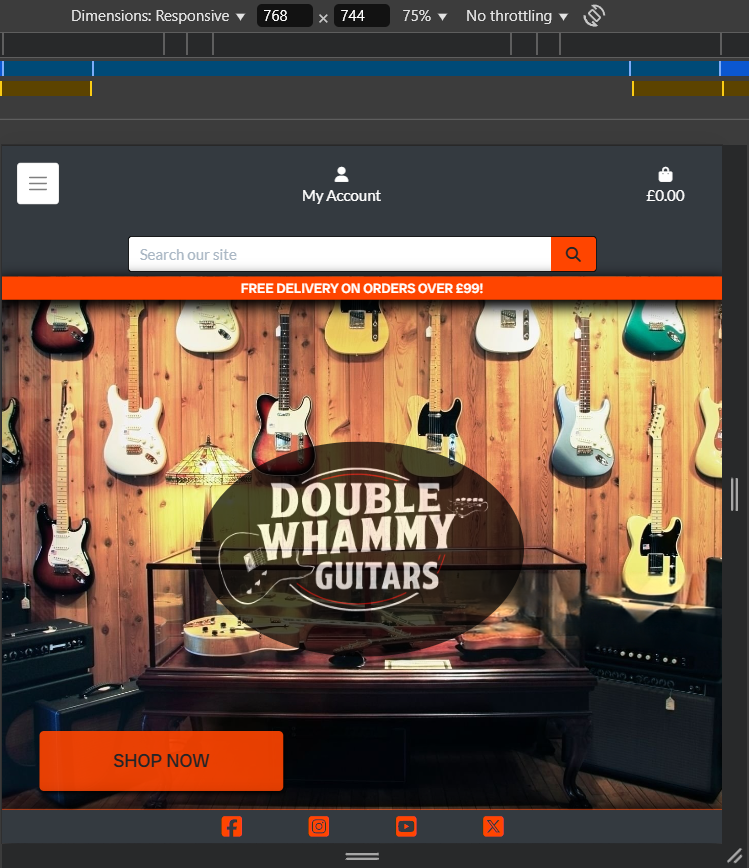 Dimensions: Responsive 768 × 744 75% No throttling
My Account £0.00
Search our site
FREE DELIVERY ON ORDERS OVER £99!
DOUBLE
WHAMMY
GUITARS
SHOP NOW